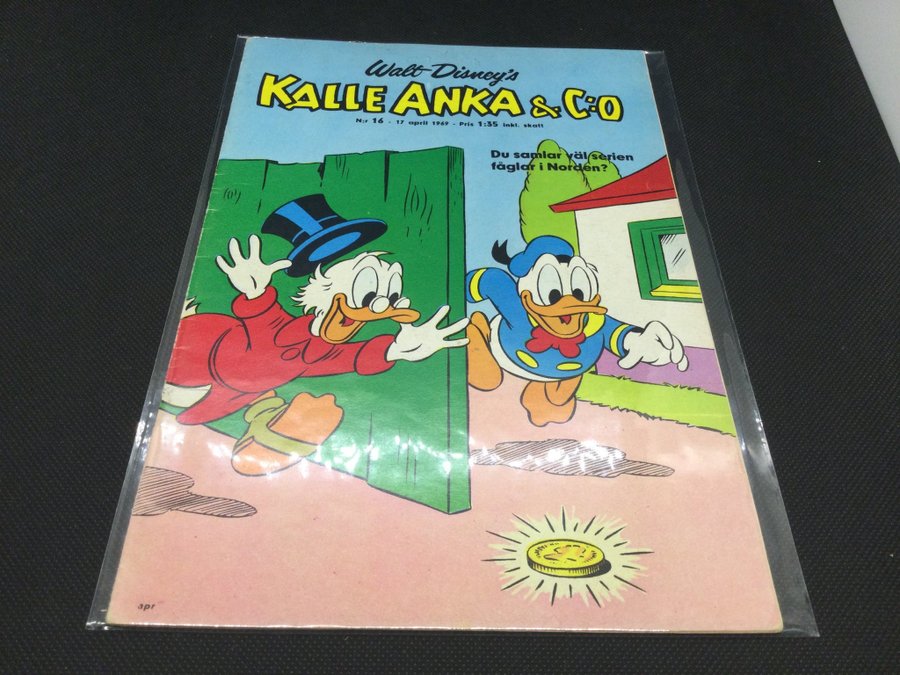 Walt Disney's
KALLE ANKA & C:O
N:r 16 - 17 april 1969 - Pris 1:35 inkl. skatt
Du samlar väl serien
fåglar i Norden?
apr